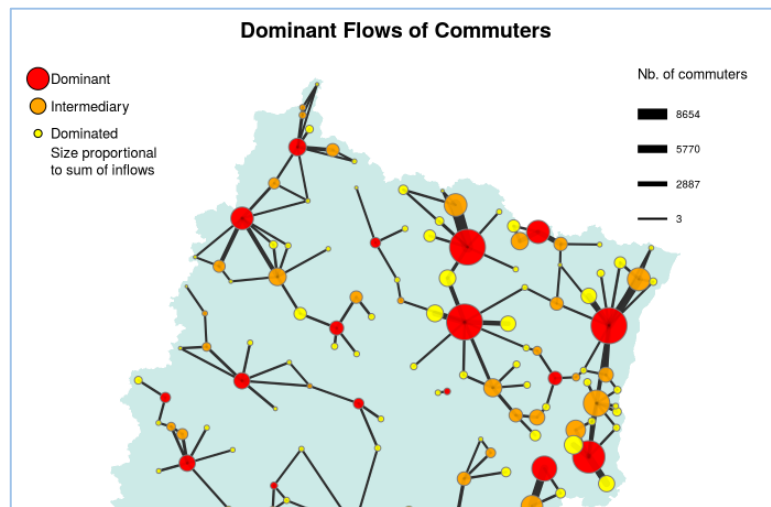 Dominant Flows of Commuters
Dominant
Intermediary
Dominated
Size proportional
to sum of inflows
Nb. of commuters
8654
5770
2887
3